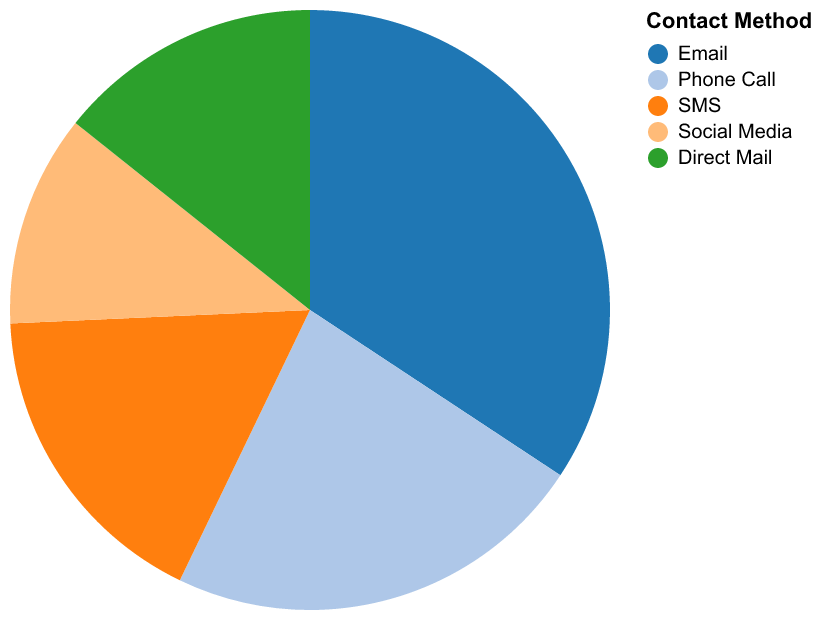 Contact Method
Email
Phone Call
SMS
Social Media
Direct Mail